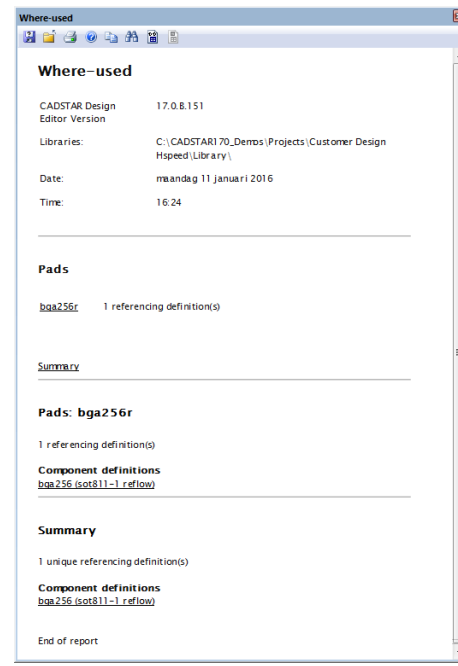 Where-used
Where-used
CADSTAR Design 17.0.B.151
Editor Version
Libraries: C:\CADSTAR170_Demos\Projects\Customer Design
Hspeed\Library\
Date: maandag 11 januari 2016
Time: 16:24
Pads
bga256r 1 referencing definition(s)
Summary
Pads: bga256r
1 referencing definition(s)
Component definitions
bga256 (sot811-1 reflow)
Summary
1 unique referencing definition(s)
Component definitions
bga256 (sot811-1 reflow)
End of report